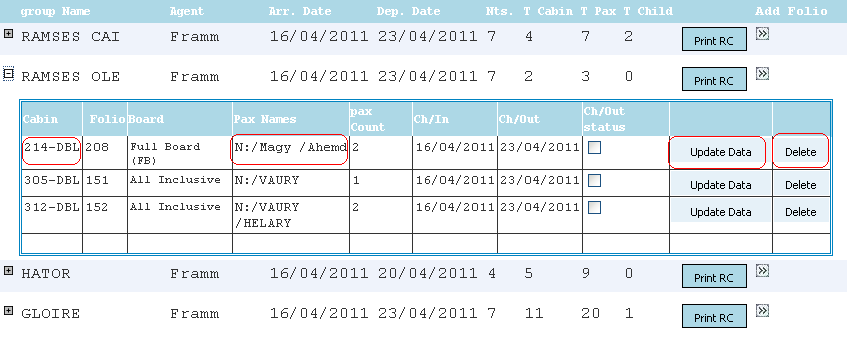 group Name Agent Arr. Date Dep. Date Nts. T Cabin T Pax T Child Add Folio
RAMSES CAI Framm 16/04/2011 23/04/2011 7 4 7 2 Print RC
RAMSES OLE Framm 16/04/2011 23/04/2011 7 2 3 0 Print RC
Cabin Folio Board Pax Names pax Count Ch/In Ch/Out Ch/Out status
214-DBL 208 Full Board (FB) N:/Magy /Ahemd 2 16/04/2011 23/04/2011 Update Data Delete
305-DBL 151 All Inclusive N:/VAURY 1 16/04/2011 23/04/2011 Update Data Delete
312-DBL 152 All Inclusive N:/VAURY /HELARY 2 16/04/2011 23/04/2011 Update Data Delete
HATOR Framm 16/04/2011 20/04/2011 4 5 9 0 Print RC
GLOIRE Framm 16/04/2011 23/04/2011 7 11 20 1 Print RC